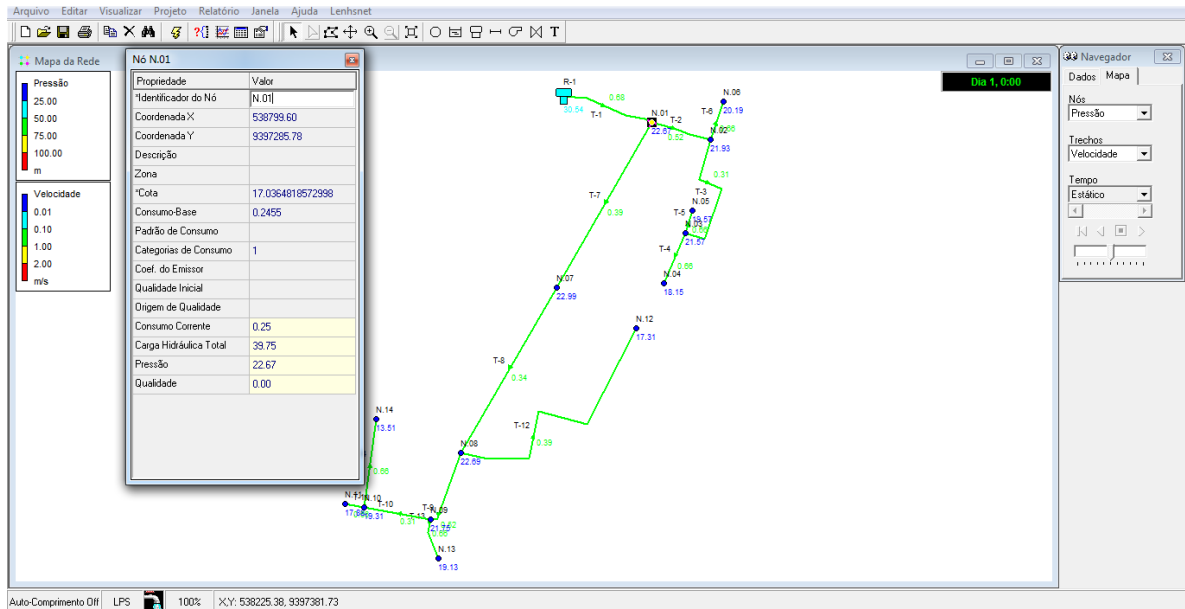 Arquivo Editar Visualizar Projeto Relatório Janela Ajuda Lenhsnet
Mapa da Rede
Pressão
25.00
50.00
75.00
100.00
m
Velocidade
0.01
0.10
1.00
2.00
m/s
Nó N.01
Propriedade Valor
*Identificador do Nó N.01
Coordenada X 538799.60
Coordenada Y 9397285.78
Descrição
Zona
*Cota 17.0364818572998
Consumo-Base 0.2455
Padrão de Consumo
Categorias de Consumo 1
Coef. do Emissor
Qualidade Inicial
Origem de Qualidade
Consumo Corrente 0.25
Carga Hidráulica Total 39.75
Pressão 22.67
Qualidade 0.00
Dia 1, 0:00
R-1
30.54
0.68
T-1
N.01
22.67
T-2
0.52
T-6
N.06
20.19
N.02
21.93
0.31
T-3
N.05
T-5
19.57
N.03
21.57
T-4
0.66
N.04
18.15
T-7
0.39
N.07
22.99
N.12
17.31
T-8
0.34
T-12
0.39
N.08
22.69
N.14
13.51
0.66
N.10
19.31
T-10
0.31
T-13
T-9
N.09
21.75
N.13
19.13
Navegador
Dados Mapa
Nós
Pressão
Trechos
Velocidade
Tempo
Estático
Auto-Comprimento Off LPS 100% X,Y: 538225.38, 9397381.73